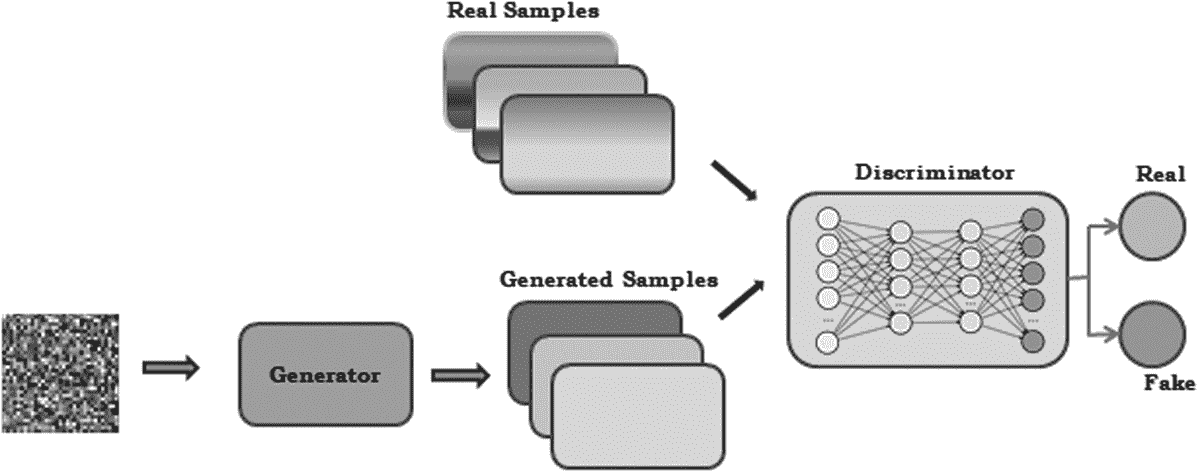 Real Samples
Discriminator
Real
Generated Samples
...
...
...
...
Generator
Fake